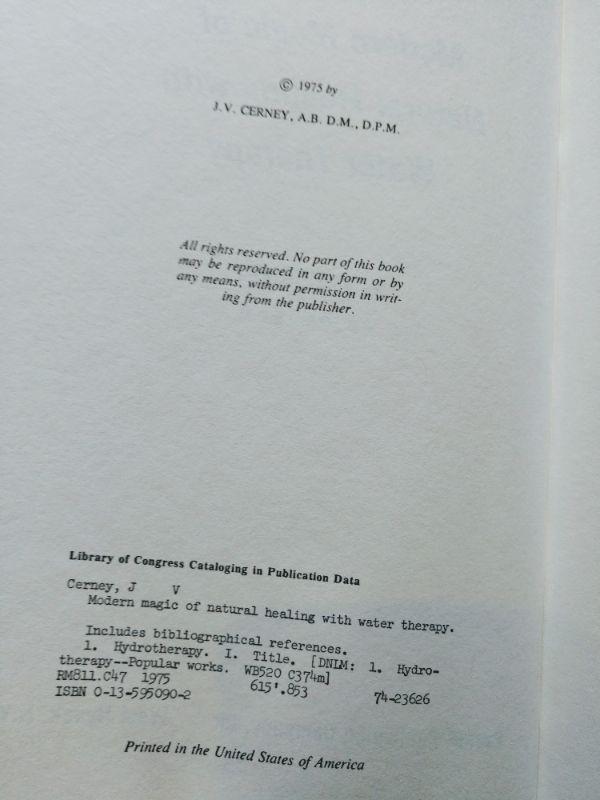 © 1975 by
J.V. CERNEY, A.B. D.M., D.P.M.
All rights reserved. No part of this book
may be reproduced in any form or by
any means, without permission in writ-
ing from the publisher.
Library of Congress Cataloging in Publication Data
Cerney, J V
Modern magic of natural healing with water therapy.
Includes bibliographical references.
1. Hydrotherapy. I. Title. [DNLM: 1. Hydro-
therapy--Popular works. WB520 C374m]
RM811.C47 1975 615'.853 74-23626
ISBN 0-13-595090-2
Printed in the United States of America